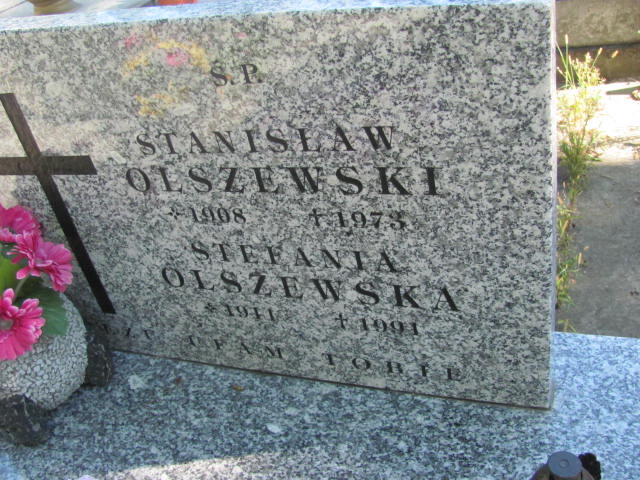 Ś.P.
STANISŁAW
OLSZEWSKI
* 1908 † 1973
STEFANIA
OLSZEWSKA
* 1911 † 1991
UFAM TOBIE